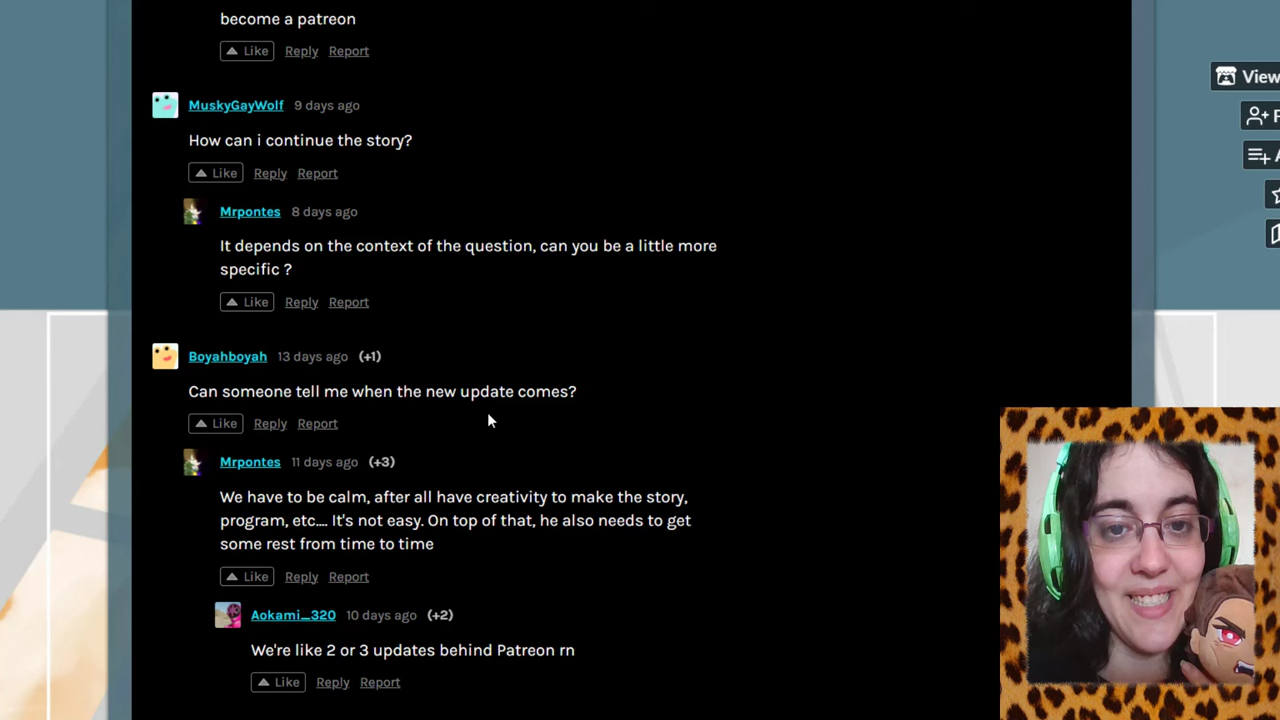 become a patreon
Like Reply Report
View
MuskyGayWolf 9 days ago
How can i continue the story?
Like Reply Report
Mrpontes 8 days ago
It depends on the context of the question, can you be a little more
specific ?
Like Reply Report
Boyahboyah 13 days ago (+1)
Can someone tell me when the new update comes?
Like Reply Report
Mrpontes 11 days ago (+3)
We have to be calm, after all have creativity to make the story,
program, etc.... It's not easy. On top of that, he also needs to get
some rest from time to time
Like Reply Report
Aokami_320 10 days ago (+2)
We're like 2 or 3 updates behind Patreon rn
Like Reply Report